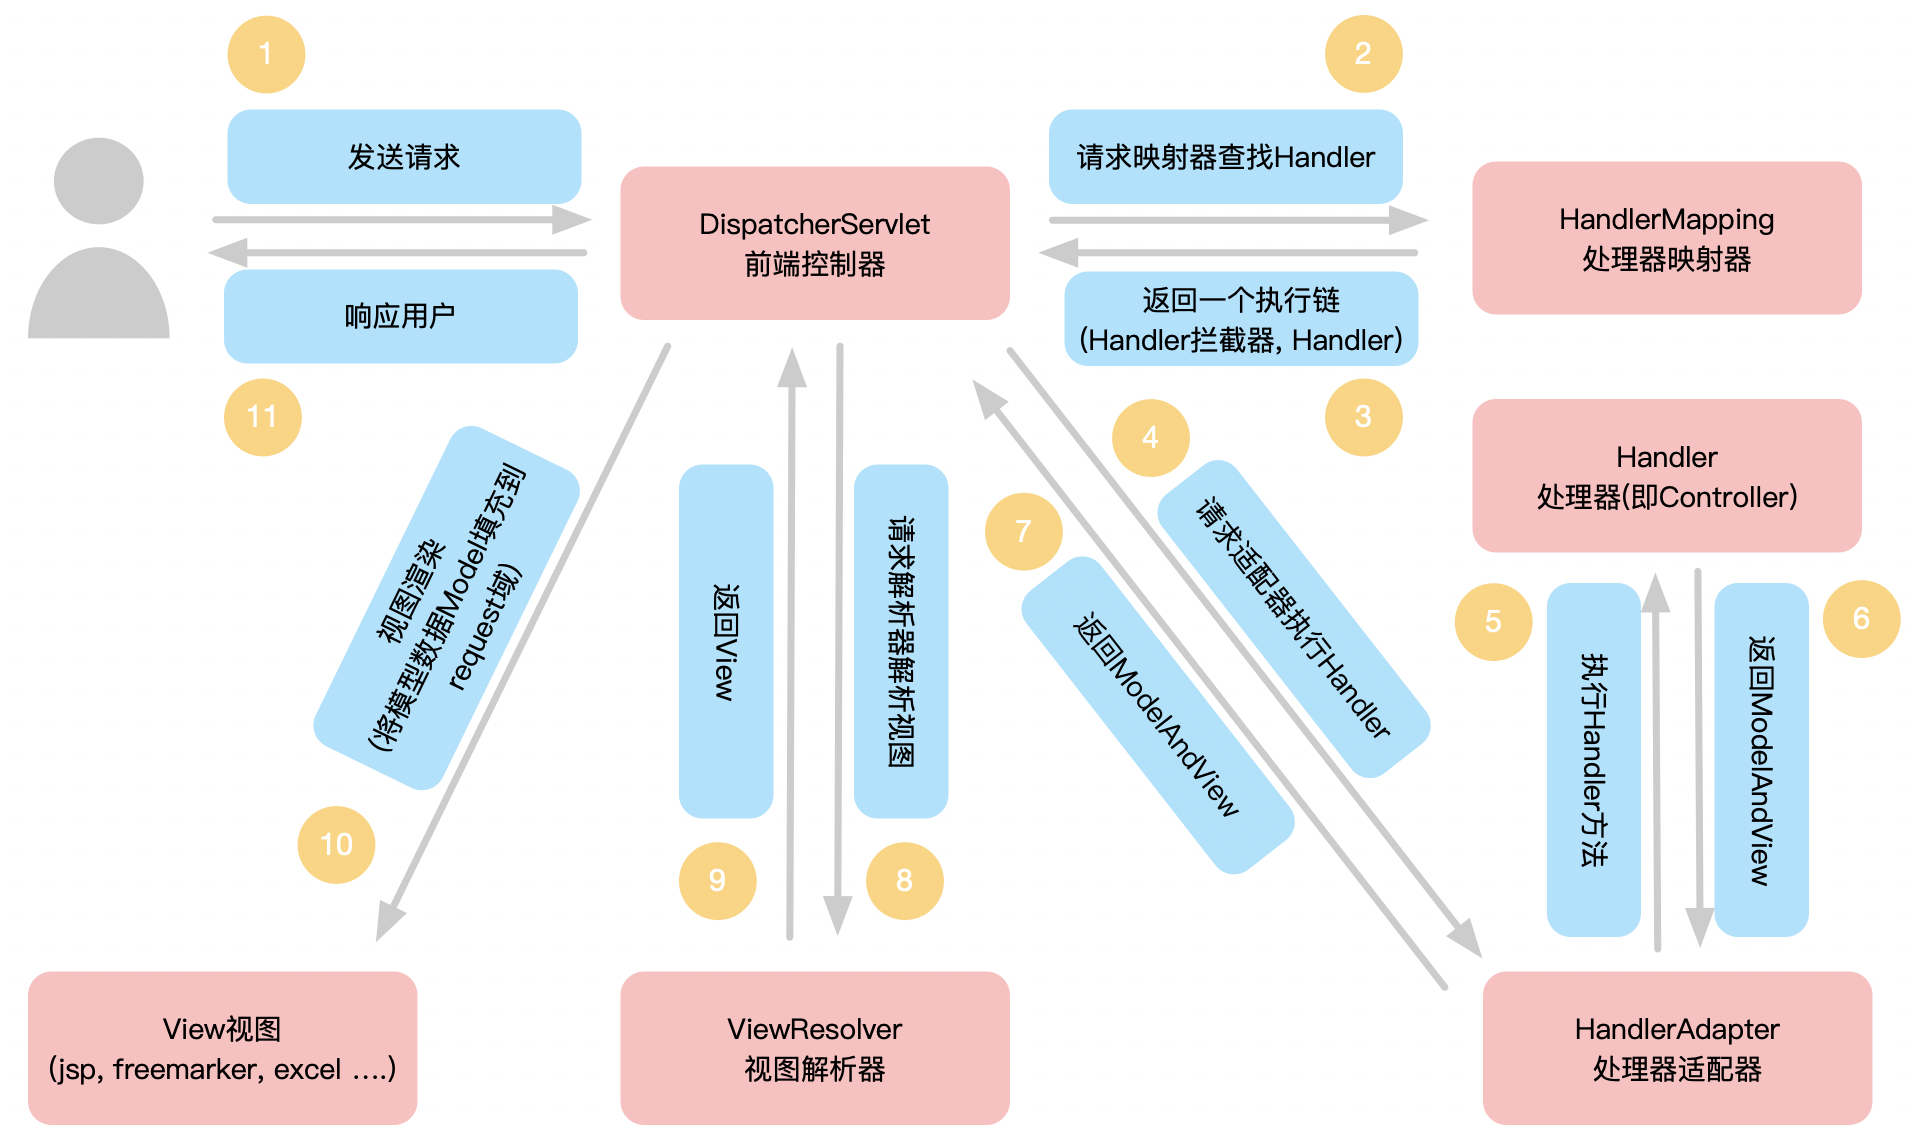 1
发送请求
响应用户
11
DispatcherServlet
前端控制器
2
请求映射器查找Handler
返回一个执行链
(Handler拦截器, Handler)
3
HandlerMapping
处理器映射器
Handler
处理器(即Controller)
4
请求适配器执行Handler
7
返回ModelAndView
5
执行Handler方法
6
返回ModelAndView
HandlerAdapter
处理器适配器
8
请求解析器解析视图
9
返回View
ViewResolver
视图解析器
10
视图渲染
(将模型数据Model填充到
request域)
View视图
(jsp, freemarker, excel ....)